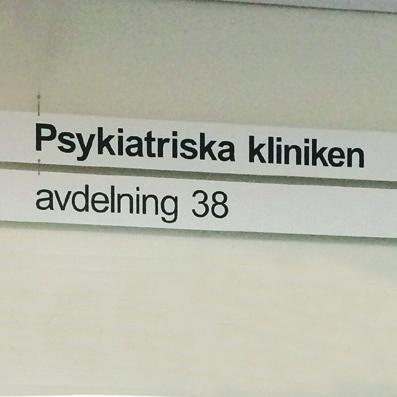 Psykiatriska kliniken
avdelning 38